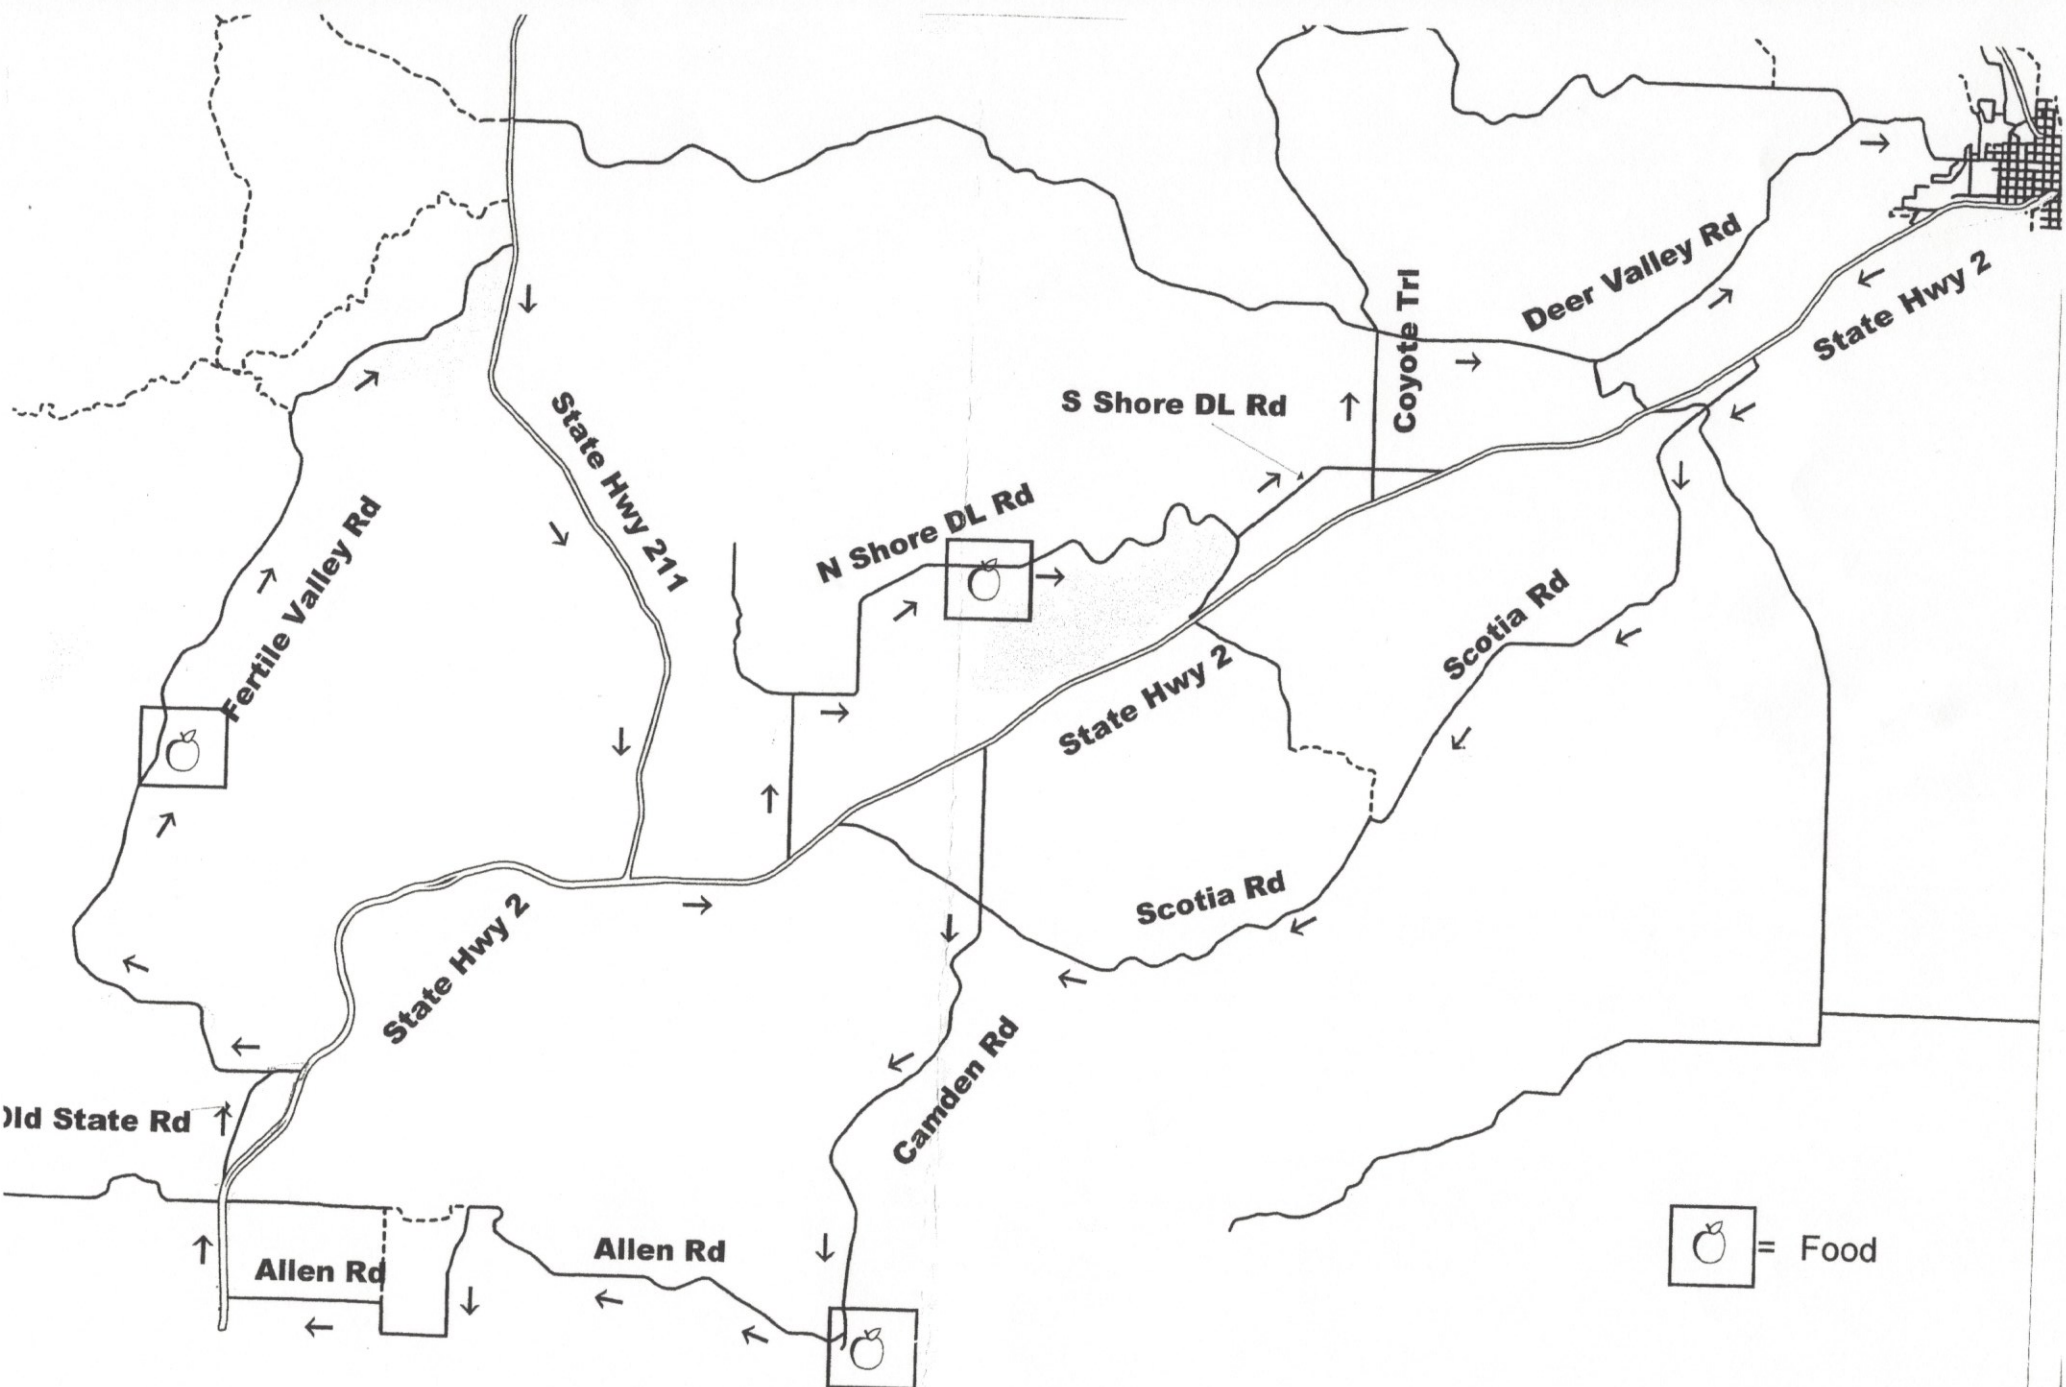 Deer Valley Rd
State Hwy 2
Coyote Trl
S Shore DL Rd
State Hwy 211
N Shore DL Rd
Fertile Valley Rd
Scotia Rd
State Hwy 2
Scotia Rd
State Hwy 2
Camden Rd
Old State Rd
Allen Rd
Allen Rd
= Food